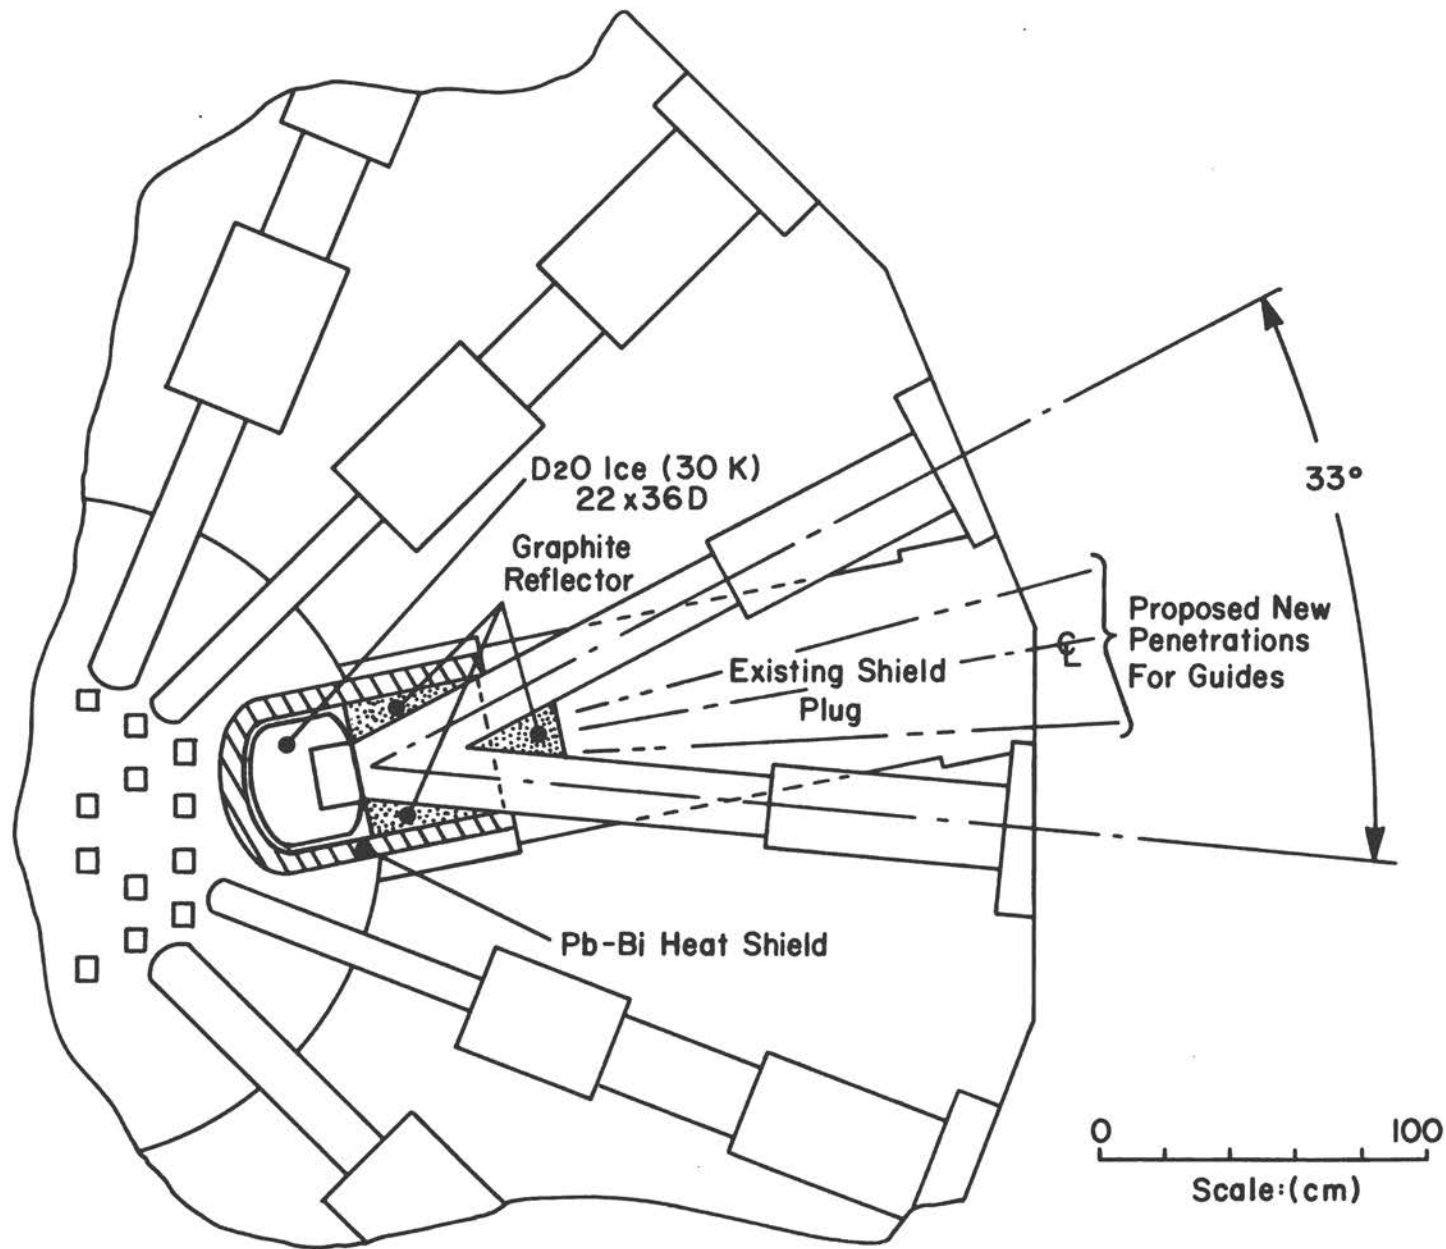 D2O Ice (30 K)
22 x 36D
Graphite
Reflector
33°
Existing Shield
Plug
℄
Proposed New
Penetrations
For Guides
Pb-Bi Heat Shield
0 100
Scale:(cm)